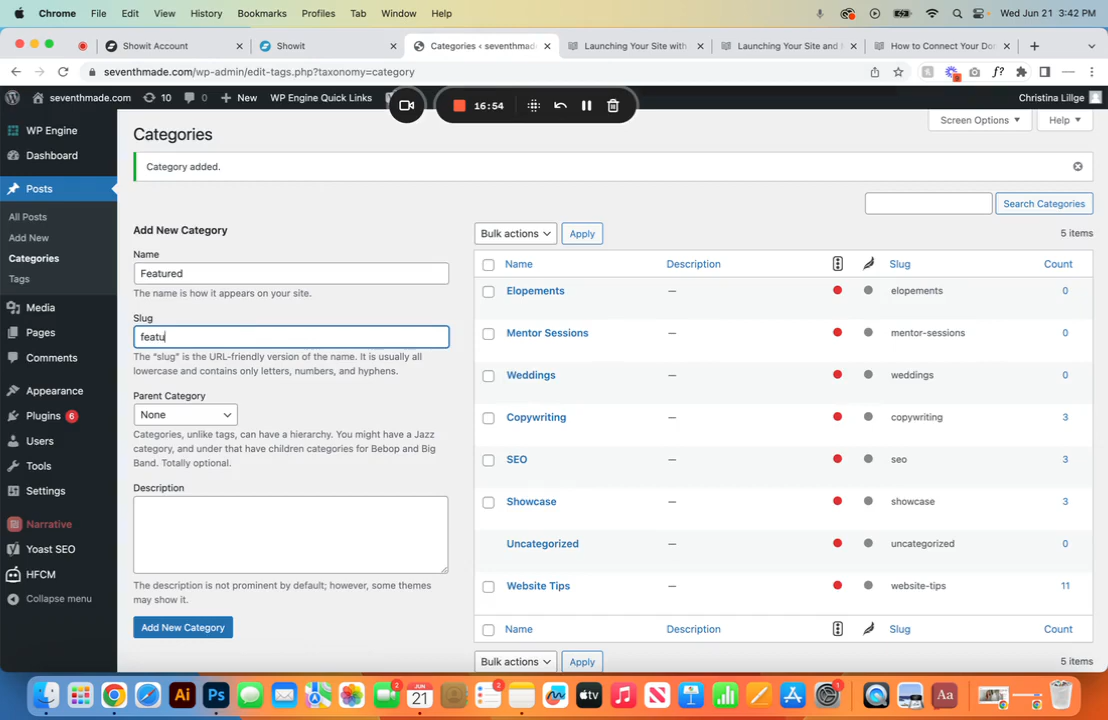 Chrome File Edit View History Bookmarks Profiles Tab Window Help Wed Jun 21 3:42 PM
Showit Account Showit Categories ‹ seventhmad Launching Your Site with Launching Your Site and How to Connect Your Do
seventhmade.com/wp-admin/edit-tags.php?taxonomy=category f?
seventhmade.com 10 0 New WP Engine Quick Links 16:54 Christina Lillge
Screen Options Help
WP Engine
Dashboard
Posts
All Posts
Add New
Categories
Tags
Media
Pages
Comments
Appearance
Plugins 6
Users
Tools
Settings
Narrative
Yoast SEO
HFCM
Collapse menu
Categories
Category added.
Search Categories
Add New Category
Name
Featured
The name is how it appears on your site.
Slug
featu
The “slug” is the URL-friendly version of the name. It is usually all
lowercase and contains only letters, numbers, and hyphens.
Parent Category
None
Categories, unlike tags, can have a hierarchy. You might have a Jazz
category, and under that have children categories for Bebop and Big
Band. Totally optional.
Description
The description is not prominent by default; however, some themes
may show it.
Add New Category
Bulk actions Apply 5 items
Name Description Slug Count
Elopements — elopements 0
Mentor Sessions — mentor-sessions 0
Weddings — weddings 0
Copywriting — copywriting 3
SEO — seo 3
Showcase — showcase 3
Uncategorized — uncategorized 0
Website Tips — website-tips 11
Name Description Slug Count
Bulk actions Apply 5 items
Ai Ps 2 JUN 21 2 tv 1 Aa